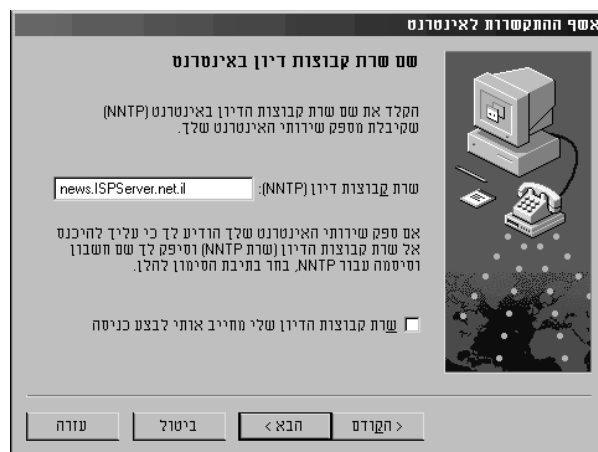 אשף ההתקשרות לאינטרנט
שם שרת קבוצות דיון באינטרנט
הקלד את שם שרת קבוצות הדיון באינטרנט (NNTP)
שקיבלת מספק שירותי האינטרנט שלך.
שרת קבוצות דיון (NNTP):
news.ISPServer.net.il
אם ספק שירותי האינטרנט שלך הודיע לך כי עליך להיכנס
אל שרת קבוצות הדיון (שרת NNTP) וסיפק לך שם חשבון
וסיסמה עבור NNTP, בחר בתיבת הסימון להלן.
שרת קבוצות הדיון שלי מחייב אותי לבצע כניסה
< הקודם
הבא >
ביטול
עזרה